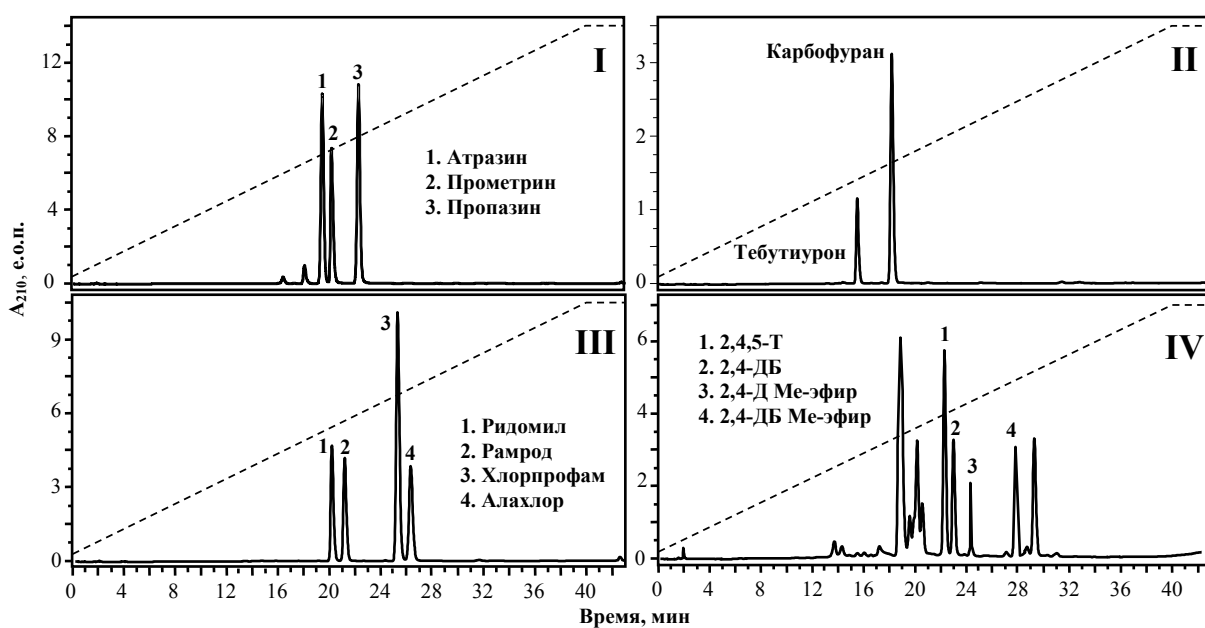 I
12
8
4
0
1
2
3
1. Атразин
2. Прометрин
3. Пропазин
II
3
2
1
0
Карбофуран
Тебутиурон
A210, е.о.п.
III
9
6
3
0
1
2
3
4
1. Ридомил
2. Рамрод
3. Хлорпрофам
4. Алахлор
0 4 8 12 16 20 24 28 32 36 40
IV
6
4
2
0
1. 2,4,5-Т
2. 2,4-ДБ
3. 2,4-Д Ме-эфир
4. 2,4-ДБ Ме-эфир
1
2
3
4
0 4 8 12 16 20 24 28 32 36 40
Время, мин